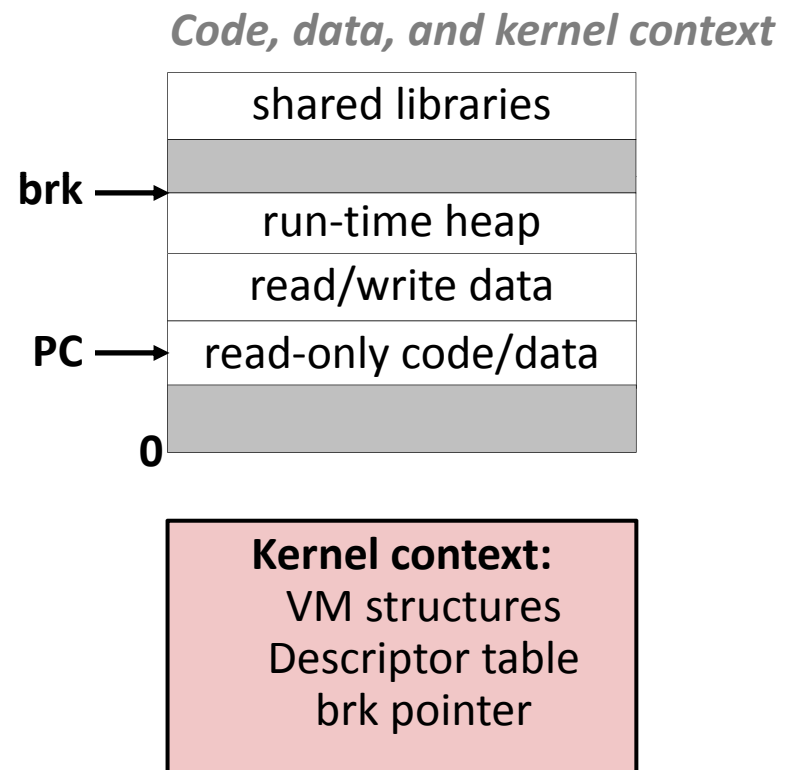 Code, data, and kernel context
shared libraries
brk
run-time heap
read/write data
PC
read-only code/data
0
Kernel context:
VM structures
Descriptor table
brk pointer